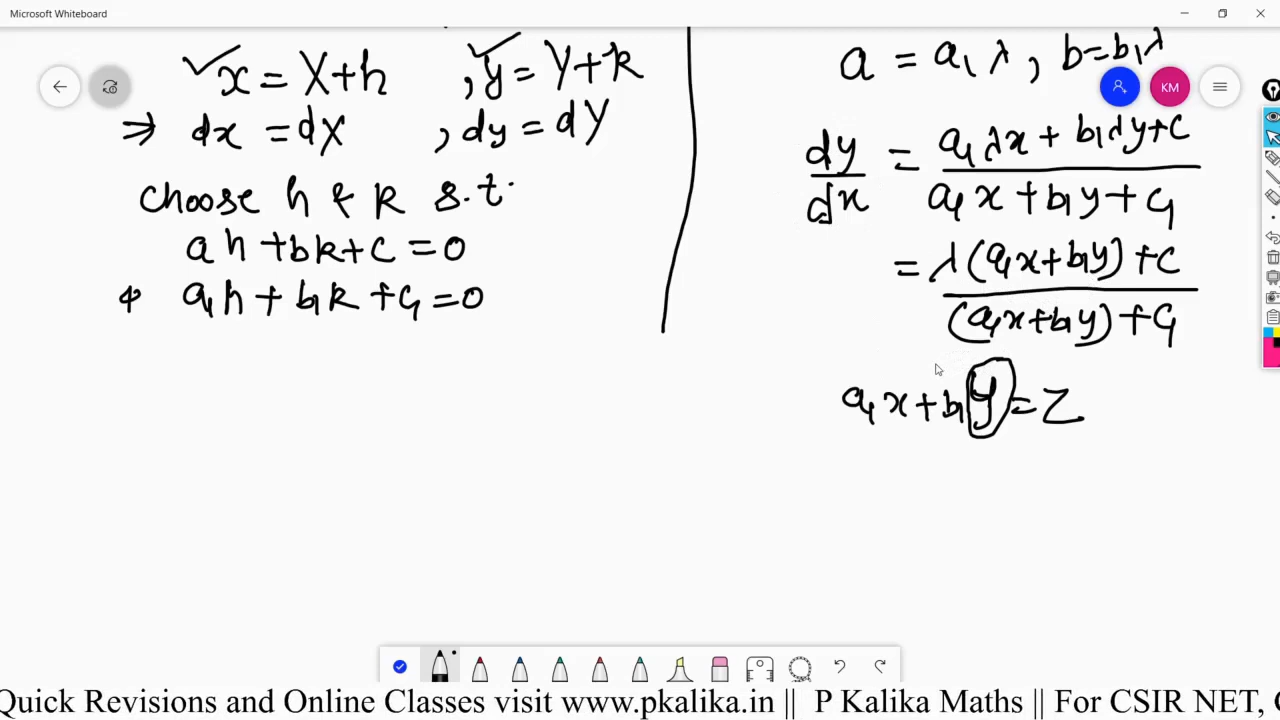 Microsoft Whiteboard
x = X+h , y = Y+k
⇒ dx = dX , dy = dY
Choose h & k s.t.
ah+bk+c=0
& a₁h+b₁k+c₁=0
a = a₁λ, b=b₁λ
KM
dy/dx = (a₁λx+b₁λy+c)/(a₁x+b₁y+c₁)
= (λ(a₁x+b₁y)+c)/((a₁x+b₁y)+c₁)
a₁x+b₁y=z
Quick Revisions and Online Classes visit www.pkalika.in || P Kalika Maths || For CSIR NET,